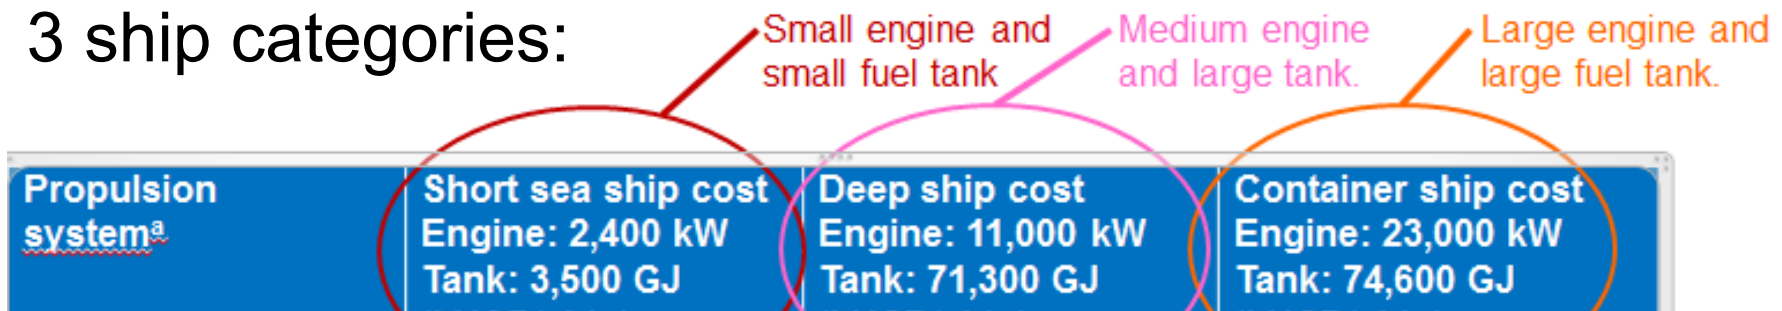 3 ship categories:
Small engine and
small fuel tank
Medium engine
and large tank.
Large engine and
large fuel tank.
Propulsion
systemᵃ
Short sea ship cost
Engine: 2,400 kW
Tank: 3,500 GJ
Deep ship cost
Engine: 11,000 kW
Tank: 71,300 GJ
Container ship cost
Engine: 23,000 kW
Tank: 74,600 GJ